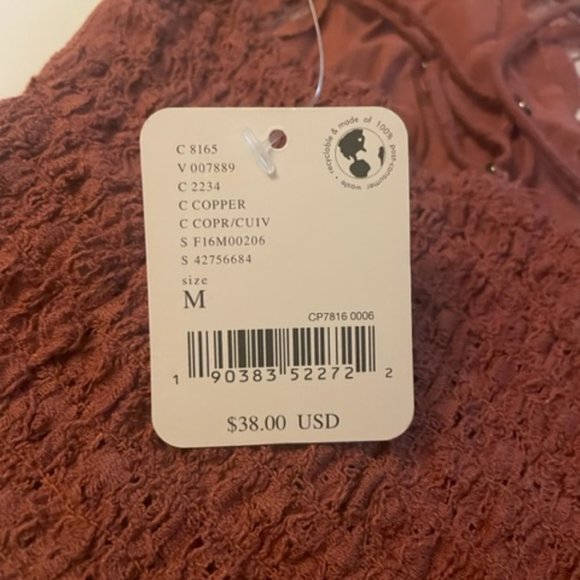 C 8165
V 007889
C 2234
C COPPER
C COPR/CUIV
S F16M00206
S 42756684
size
M
recyclable & made of 100% post-consumer waste •
CP7816 0006
1 90383 52272 2
$38.00 USD